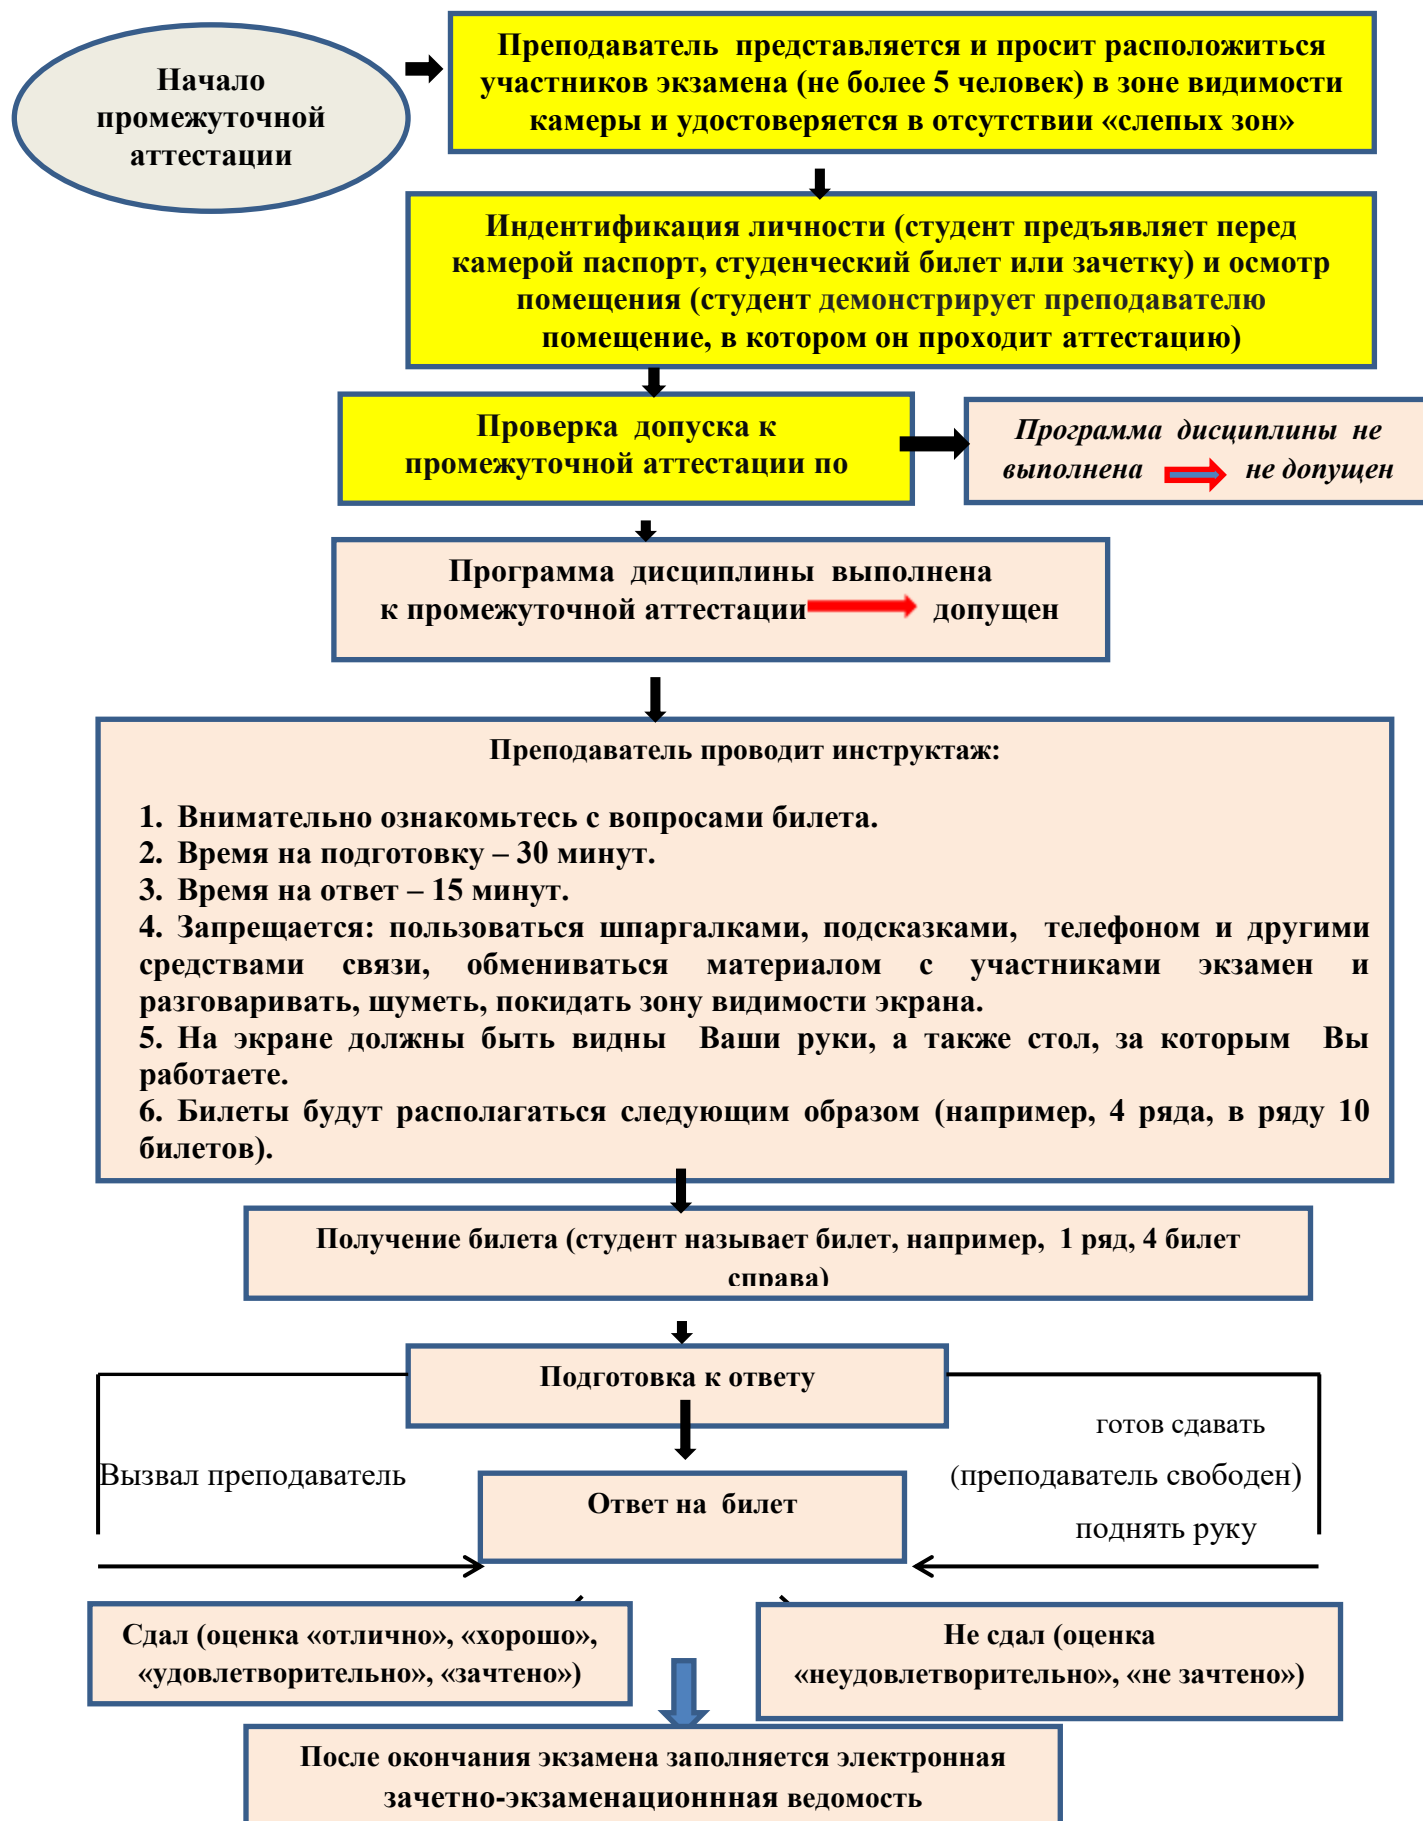 Начало
промежуточной
аттестации
Преподаватель представляется и просит расположиться
участников экзамена (не более 5 человек) в зоне видимости
камеры и удостоверяется в отсутствии «слепых зон»
Индентификация личности (студент предъявляет перед
камерой паспорт, студенческий билет или зачетку) и осмотр
помещения (студент демонстрирует преподавателю
помещение, в котором он проходит аттестацию)
Проверка допуска к
промежуточной аттестации по
Программа дисциплины не
выполнена не допущен
Программа дисциплины выполнена
к промежуточной аттестации допущен
Преподаватель проводит инструктаж:
1. Внимательно ознакомьтесь с вопросами билета.
2. Время на подготовку – 30 минут.
3. Время на ответ – 15 минут.
4. Запрещается: пользоваться шпаргалками, подсказками, телефоном и другими
средствами связи, обмениваться материалом с участниками экзамен и
разговаривать, шуметь, покидать зону видимости экрана.
5. На экране должны быть видны Ваши руки, а также стол, за которым Вы
работаете.
6. Билеты будут располагаться следующим образом (например, 4 ряда, в ряду 10
билетов).
Получение билета (студент называет билет, например, 1 ряд, 4 билет
справа)
Подготовка к ответу
Вызвал преподаватель
готов сдавать
(преподаватель свободен)
поднять руку
Ответ на билет
Сдал (оценка «отлично», «хорошо»,
«удовлетворительно», «зачтено»)
Не сдал (оценка
«неудовлетворительно», «не зачтено»)
После окончания экзамена заполняется электронная
зачетно-экзаменационнная ведомость